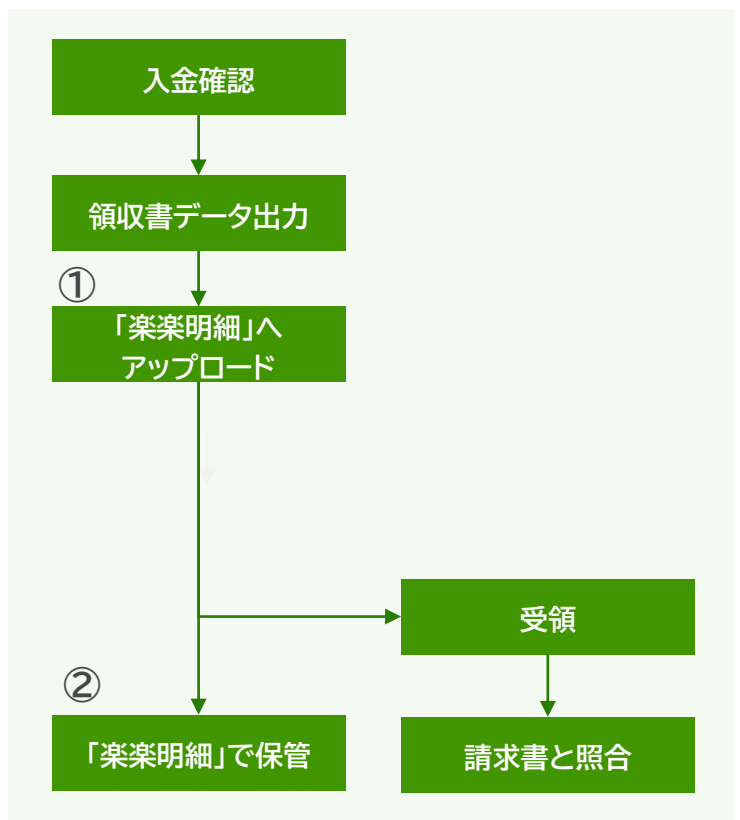 入金確認
領収書データ出力
①
「楽楽明細」へ
アップロード
受領
②
「楽楽明細」で保管
請求書と照合